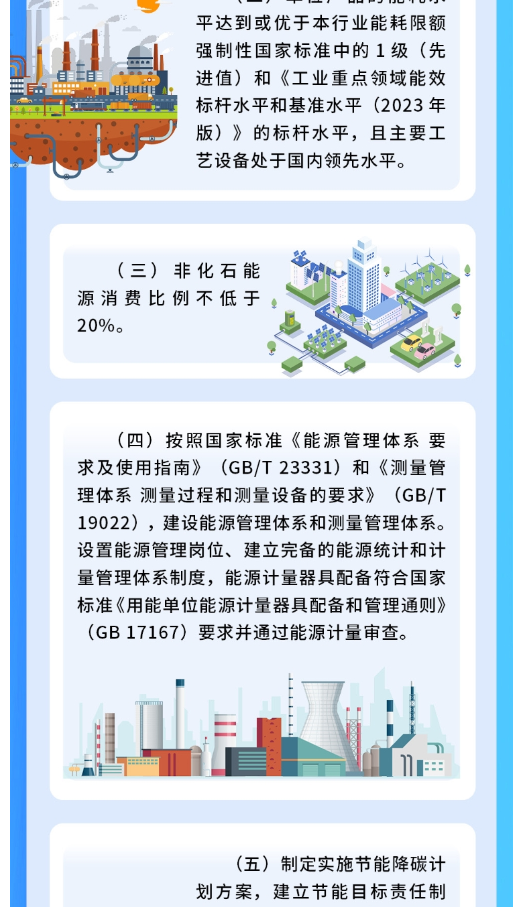 平达到或优于本行业能耗限额
强制性国家标准中的 1 级（先
进值）和《工业重点领域能效
标杆水平和基准水平（2023 年
版）》的标杆水平，且主要工
艺设备处于国内领先水平。
（三）非化石能
源消费比例不低于
20%。
（四）按照国家标准《能源管理体系 要
求及使用指南》（GB/T 23331）和《测量管
理体系 测量过程和测量设备的要求》（GB/T
19022），建设能源管理体系和测量管理体系。
设置能源管理岗位、建立完备的能源统计和计
量管理体系制度，能源计量器具配备符合国家
标准《用能单位能源计量器具配备和管理通则》
（GB 17167）要求并通过能源计量审查。
（五）制定实施节能降碳计
划方案，建立节能目标责任制